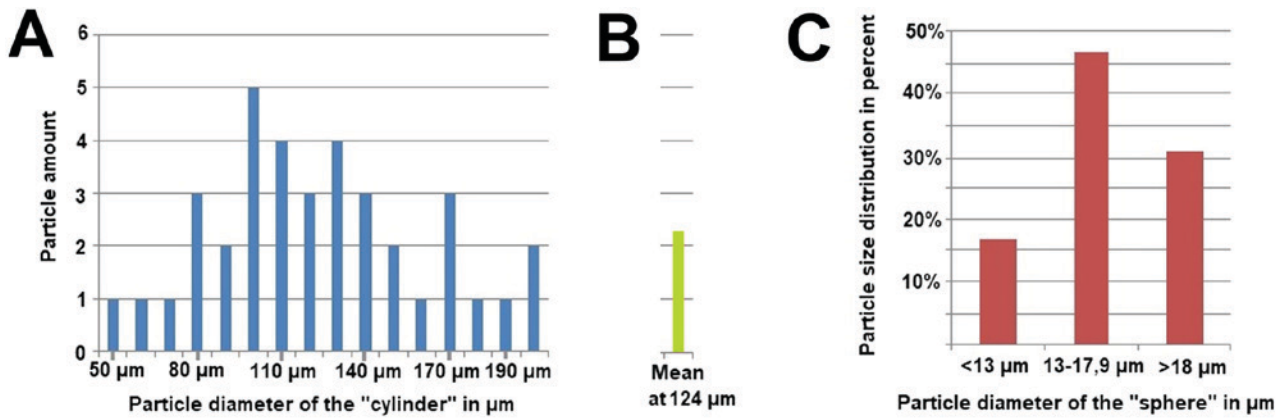 A
B
C
Particle amount
6
5
4
3
2
1
0
50 µm 80 µm 110 µm 140 µm 170 µm 190 µm
Particle diameter of the "cylinder" in µm
Mean
at 124 µm
Particle size distribution in percent
50%
40%
30%
20%
10%
<13 µm 13-17,9 µm >18 µm
Particle diameter of the "sphere" in µm